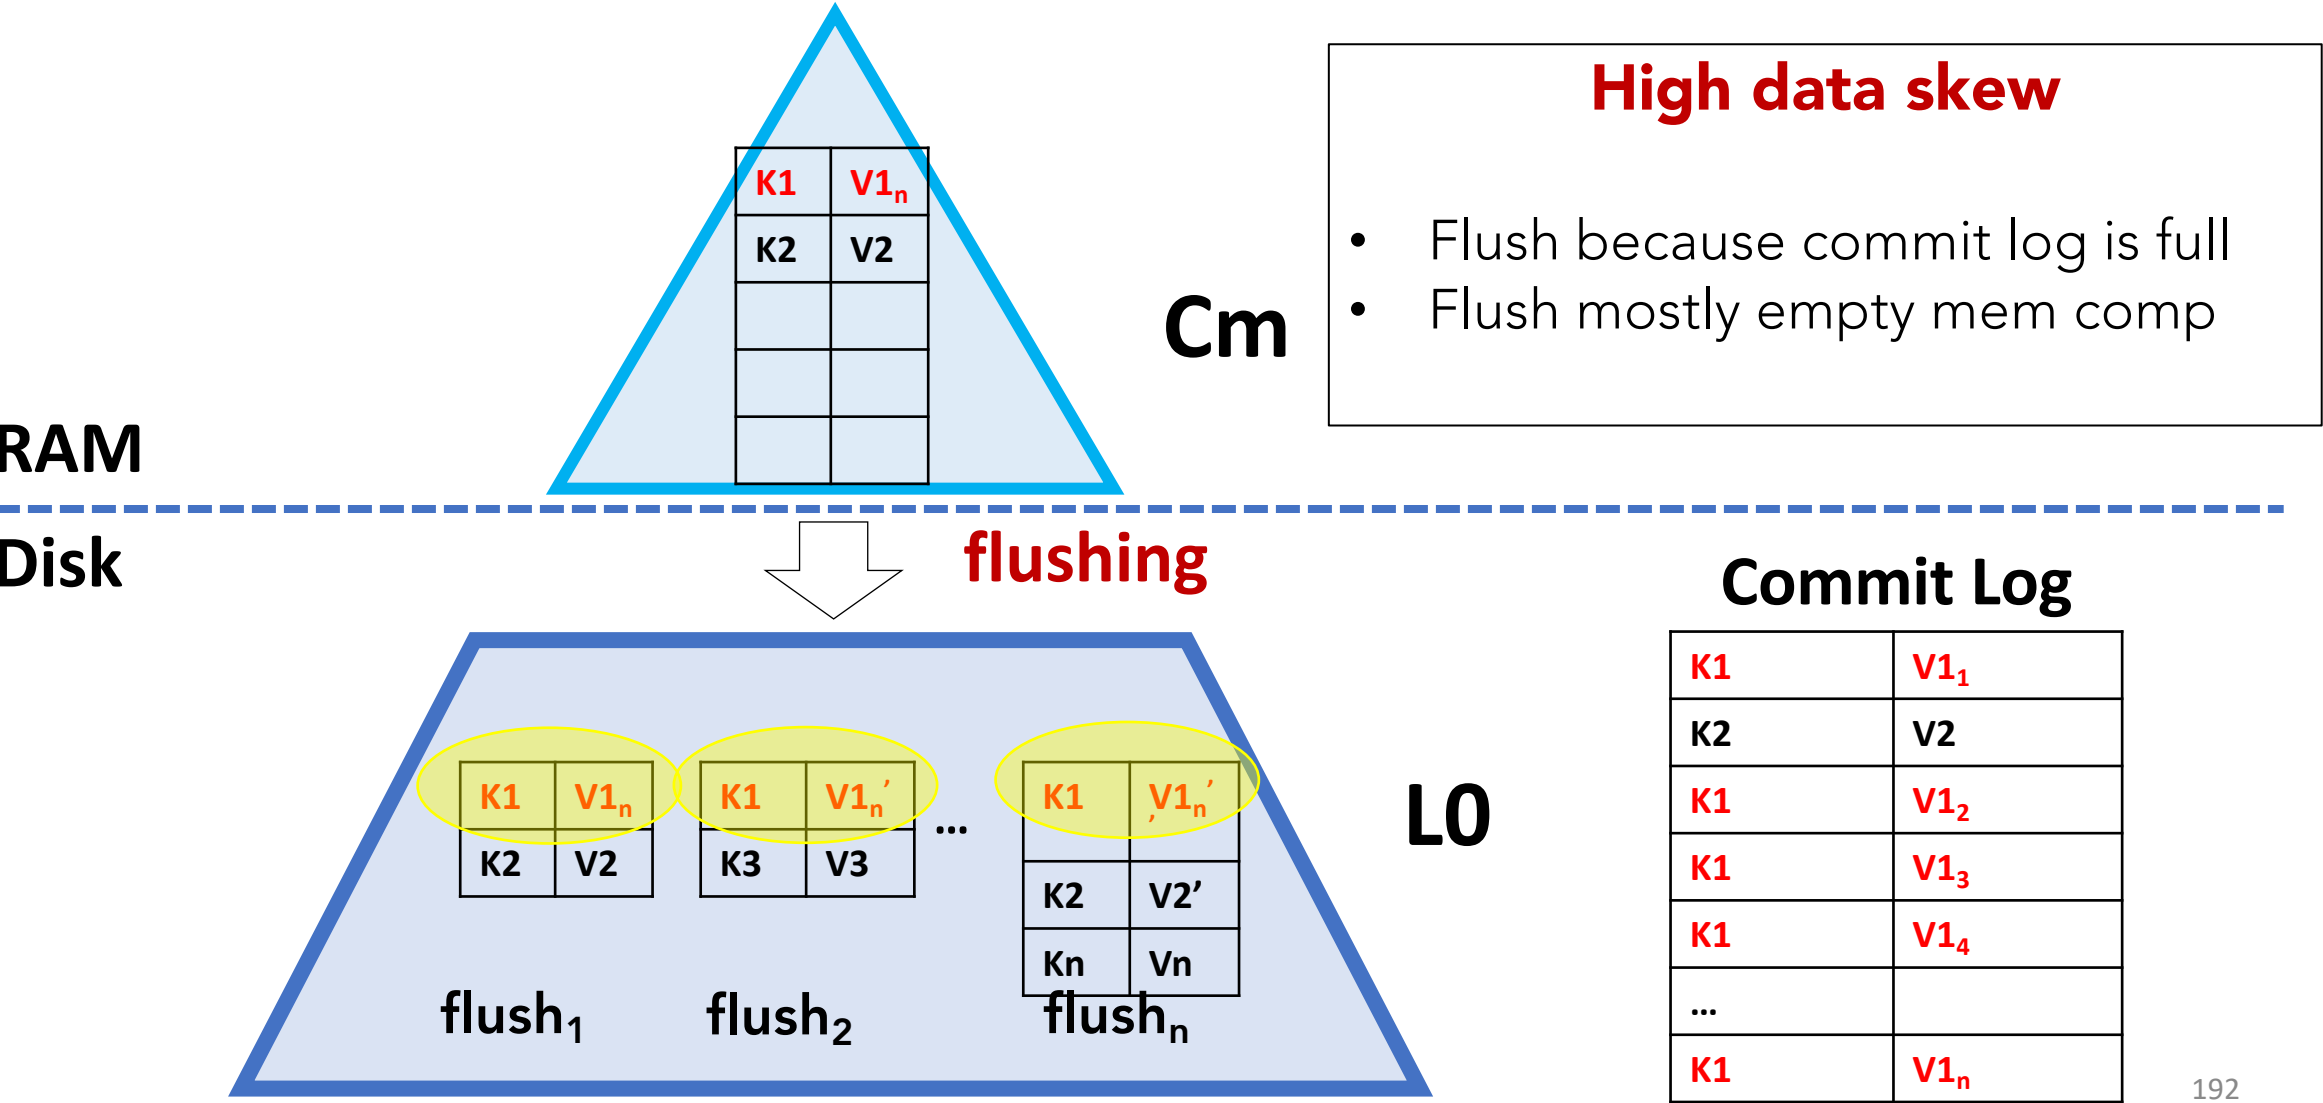 High data skew
• Flush because commit log is full
• Flush mostly empty mem comp
K1 V1n
K2 V2
Cm
RAM
Disk
flushing
Commit Log
K1 V11
K2 V2
K1 V12
K1 V13
K1 V14
...
K1 V1n
K1 V1n
K2 V2
flush1
K1 V1n’
K3 V3
flush2
...
K1 V1n’
’
K2 V2’
Kn Vn
flushn
L0
192